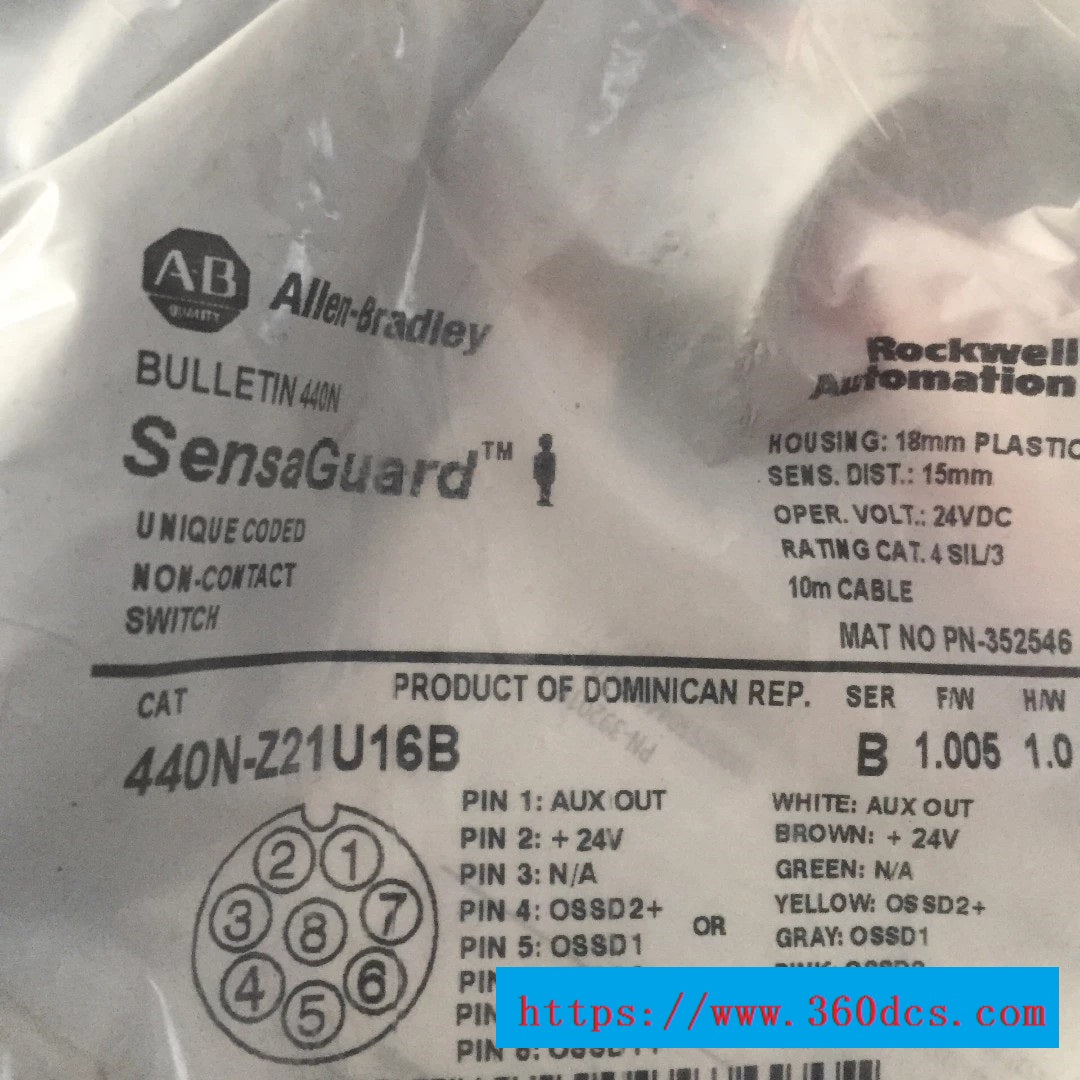 A·B
QUALITY
Allen-Bradley
BULLETIN 440N
SensaGuard™
UNIQUE CODED
NON-CONTACT
SWITCH
Rockwell
Automation
HOUSING: 18mm PLASTIC
SENS. DIST.: 15mm
OPER. VOLT.: 24VDC
RATING CAT. 4 SIL/3
10m CABLE
MAT NO PN-352546
CAT
PRODUCT OF DOMINICAN REP.
SER F/W H/W
440N-Z21U16B
B 1.005 1.0
2 1
3 8 7
4 5 6
PIN 1: AUX OUT
PIN 2: + 24V
PIN 3: N/A
PIN 4: OSSD2+
PIN 5: OSSD1
OR
WHITE: AUX OUT
BROWN: + 24V
GREEN: N/A
YELLOW: OSSD2+
GRAY: OSSD1
https://www.360dcs.com